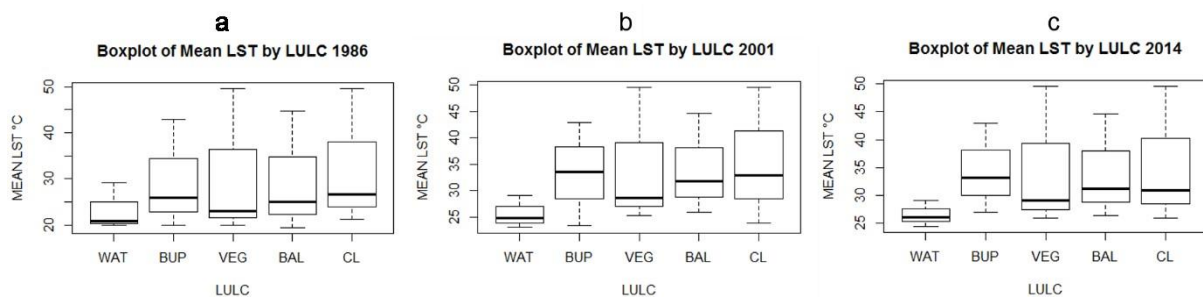 a
Boxplot of Mean LST by LULC 1986
MEAN LST °C
50
40
30
20
WAT BUP VEG BAL CL
LULC
b
Boxplot of Mean LST by LULC 2001
MEAN LST °C
50
45
40
35
30
25
WAT BUP VEG BAL CL
LULC
c
Boxplot of Mean LST by LULC 2014
MEAN LST °C
50
45
40
35
30
25
WAT BUP VEG BAL CL
LULC